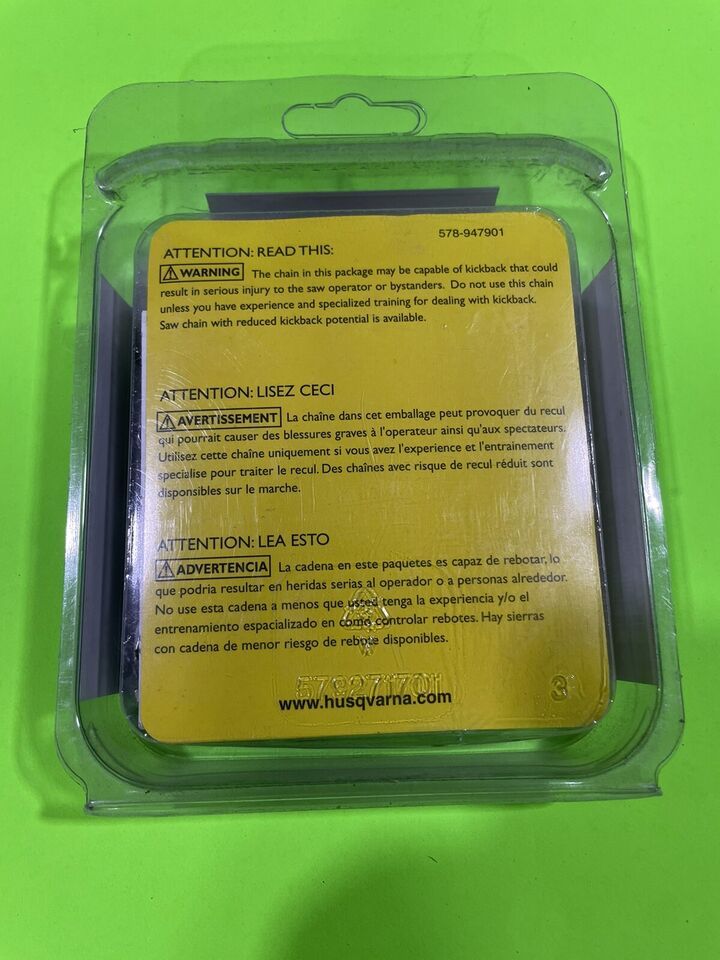 578-947901
ATTENTION: READ THIS:
⚠ WARNING The chain in this package may be capable of kickback that could
result in serious injury to the saw operator or bystanders. Do not use this chain
unless you have experience and specialized training for dealing with kickback.
Saw chain with reduced kickback potential is available.
ATTENTION: LISEZ CECI
⚠ AVERTISSEMENT La chaîne dans cet emballage peut provoquer du recul
qui pourrait causer des blessures graves à l'operateur ainsi qu'aux spectateurs.
Utilisez cette chaîne uniquement si vous avez l'experience et l'entrainement
specialise pour traiter le recul. Des chaînes avec risque de recul réduit sont
disponibles sur le marche.
ATTENTION: LEA ESTO
⚠ ADVERTENCIA La cadena en este paquetes es capaz de rebotar, lo
que podria resultar en heridas serias al operador o a personas alrededor.
No use esta cadena a menos que usted tenga la experiencia y/o el
entrenamiento espacializado en como controlar rebotes. Hay sierras
con cadena de menor riesgo de rebote disponibles.
579271701 3
www.husqvarna.com